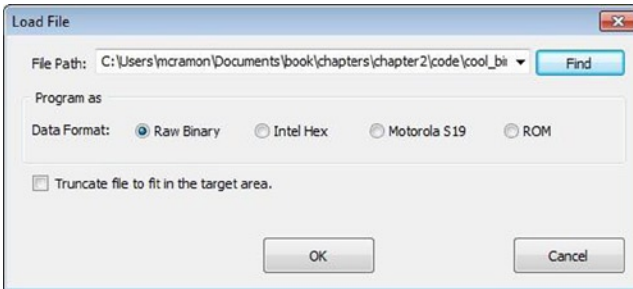 Load File
File Path: C:\Users\mcramon\Documents\book\chapters\chapter2\code\cool_bi Find
Program as
Data Format: Raw Binary Intel Hex Motorola S19 ROM
Truncate file to fit in the target area.
OK Cancel